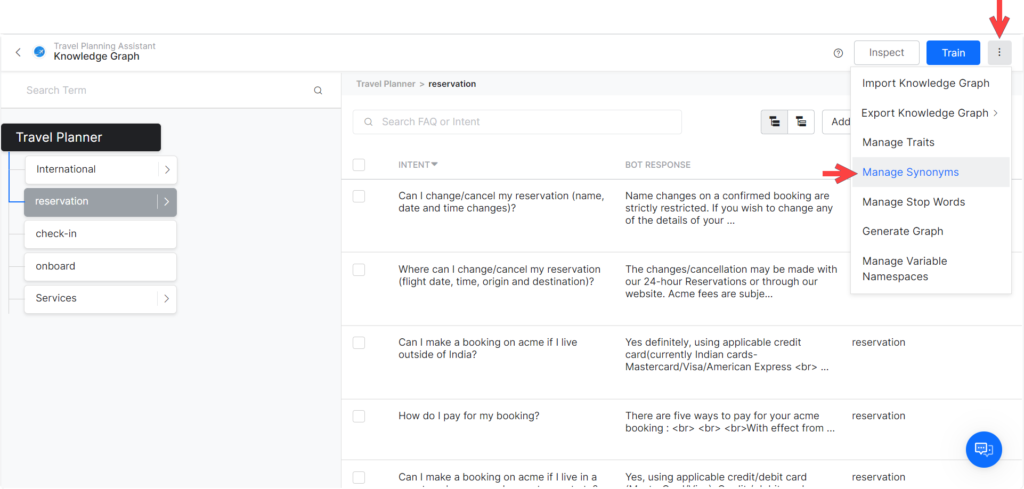 Travel Planning Assistant
Knowledge Graph
Inspect
Train
Search Term
Travel Planner > reservation
Import Knowledge Graph
Export Knowledge Graph >
Manage Traits
Manage Synonyms
Manage Stop Words
Generate Graph
Manage Variable
Namespaces
Travel Planner
International
reservation
check-in
onboard
Services
Search FAQ or Intent
Add
INTENT
BOT RESPONSE
Can I change/cancel my reservation (name,
date and time changes)?
Name changes on a confirmed booking are
strictly restricted. If you wish to change any
of the details of your ...
Where can I change/cancel my reservation
(flight date, time, origin and destination)?
The changes/cancellation may be made with
our 24-hour Reservations or through our
website. Acme fees are subje...
Can I make a booking on acme if I live
outside of India?
Yes definitely, using applicable credit
card(currently Indian cards-
Mastercard/Visa/American Express <br> ...
reservation
How do I pay for my booking?
There are five ways to pay for your acme
booking : <br> <br> <br>With effect from ...
reservation
Can I make a booking on acme if I live in a
Yes, using applicable credit/debit card
reservation